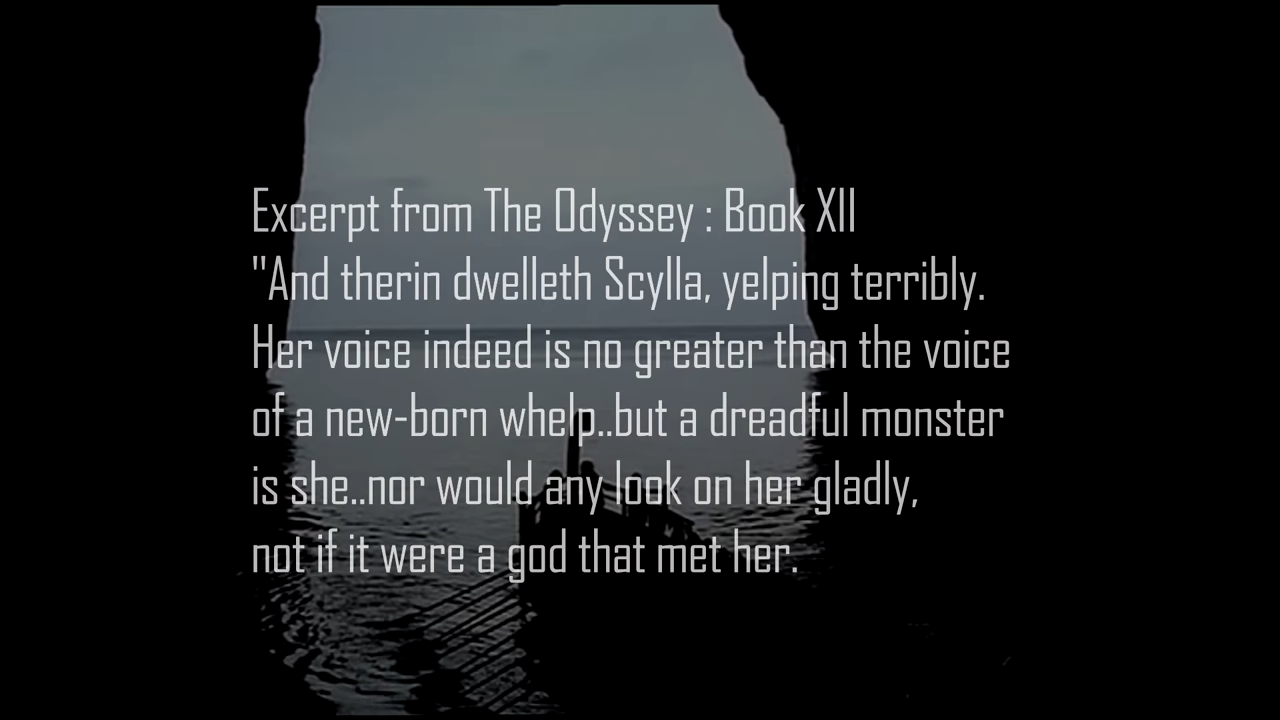 Excerpt from The Odyssey : Book XII
"And therin dwelleth Scylla, yelping terribly.
Her voice indeed is no greater than the voice
of a new-born whelp..but a dreadful monster
is she..nor would any look on her gladly,
not if it were a god that met her.